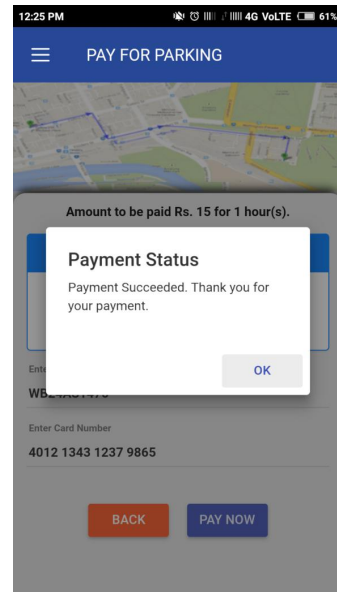 12:25 PM 4G VoLTE 61%
PAY FOR PARKING
Amount to be paid Rs. 15 for 1 hour(s).
Payment Status
Payment Succeeded. Thank you for
your payment.
OK
Enter Card Number
4012 1343 1237 9865
BACK PAY NOW